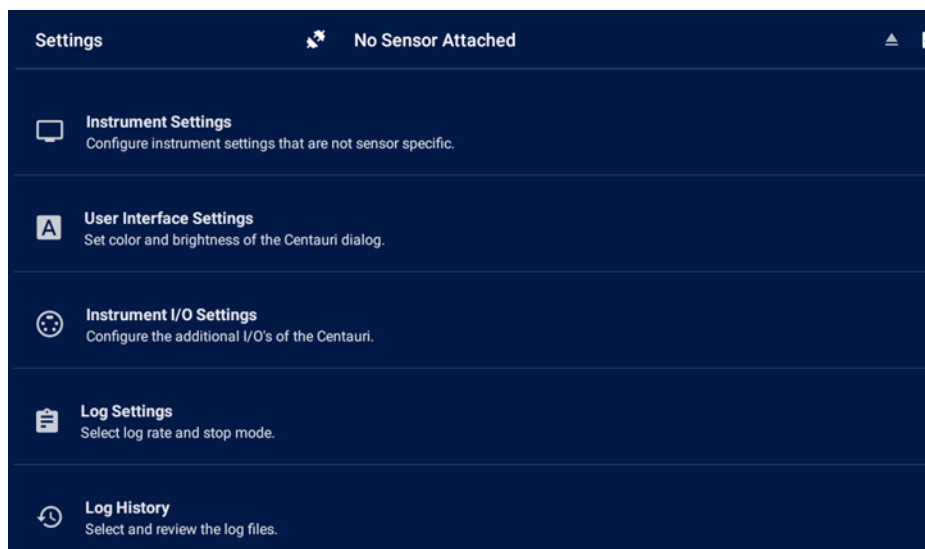 Settings
No Sensor Attached
Instrument Settings
Configure instrument settings that are not sensor specific.
A
User Interface Settings
Set color and brightness of the Centauri dialog.
Instrument I/O Settings
Configure the additional I/O's of the Centauri.
Log Settings
Select log rate and stop mode.
Log History
Select and review the log files.